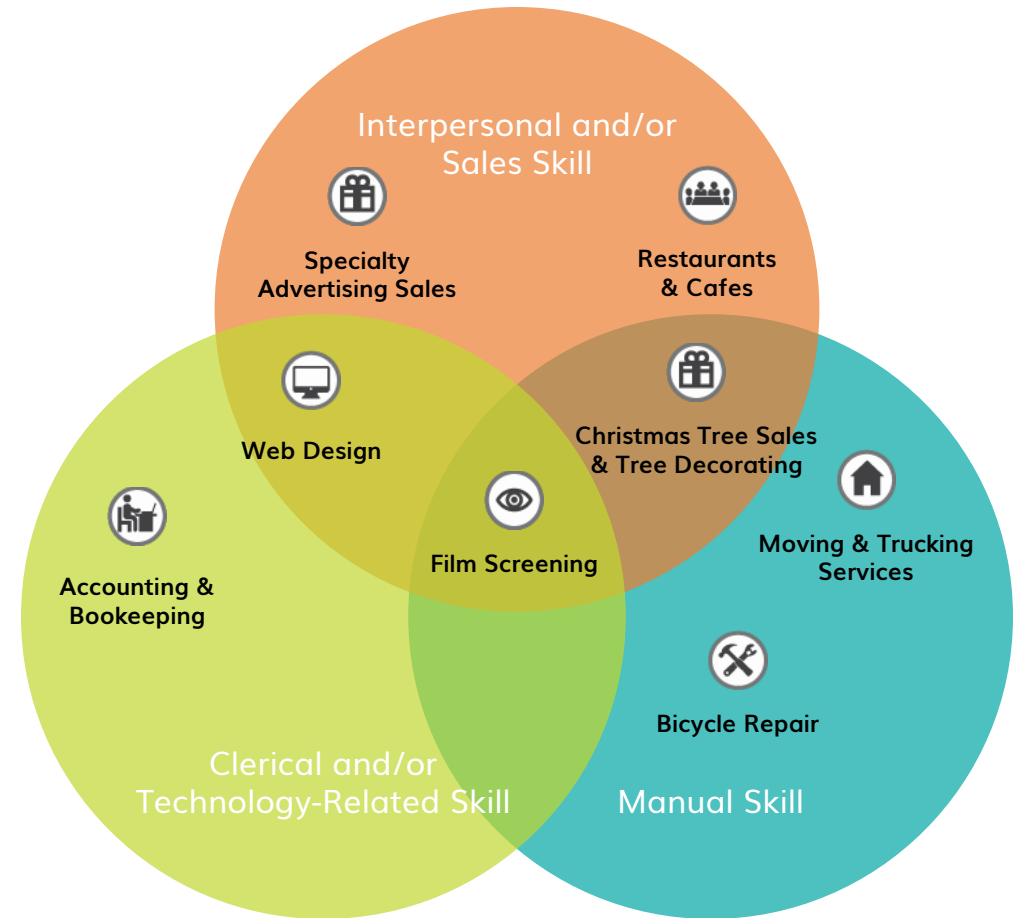 Interpersonal and/or
Sales Skill
Specialty
Advertising Sales
Restaurants
& Cafes
Web Design
Christmas Tree Sales
& Tree Decorating
Film Screening
Moving & Trucking
Services
Accounting &
Bookeeping
Bicycle Repair
Clerical and/or
Technology-Related Skill
Manual Skill